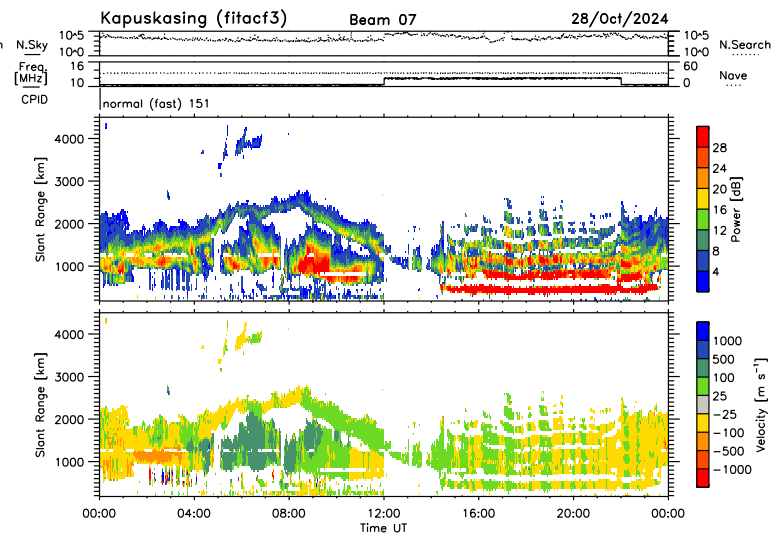 Kapuskasing (fitacf3) Beam 07 28/Oct/2024
h N.Sky 10^5 10^0 10^5 10^0 N.Search
Freq. [MHz] 16 10 60 0 Nave
CPID normal (fast) 151
Slant Range [km] 4000 3000 2000 1000
28 24 20 16 12 8 4 Power [dB]
Slant Range [km] 4000 3000 2000 1000
1000 500 100 25 -25 -100 -500 -1000 Velocity [m s⁻¹]
00:00 04:00 08:00 12:00 16:00 20:00 00:00
Time UT